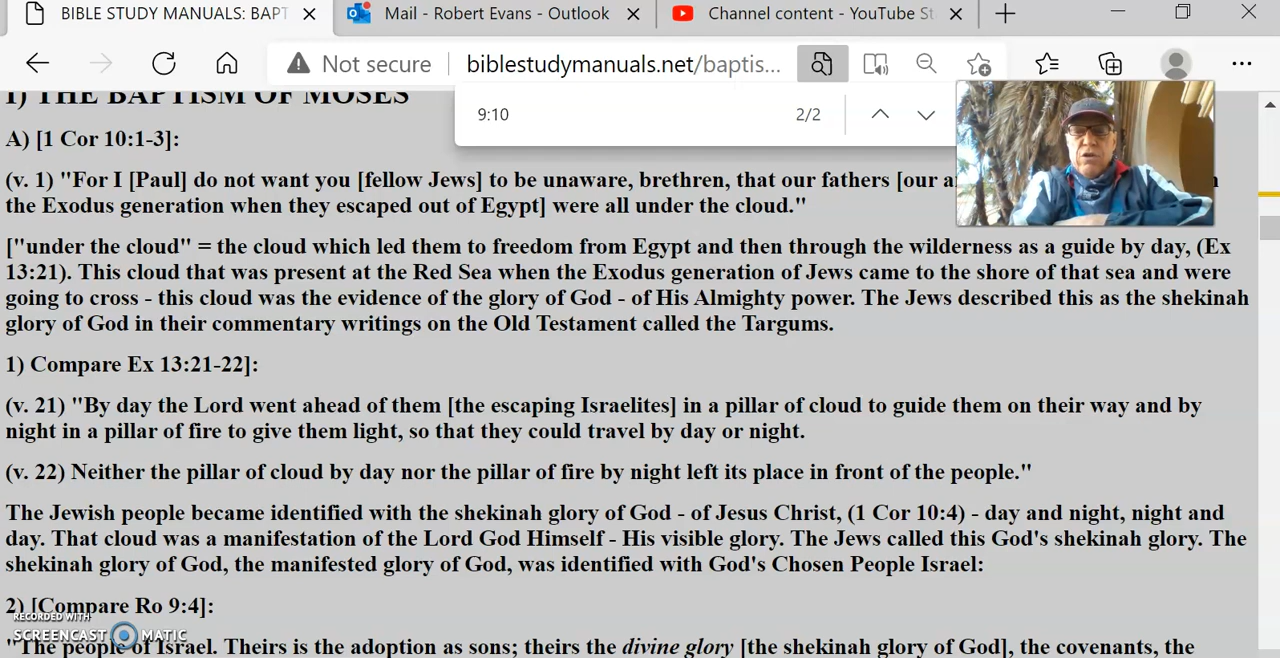 BIBLE STUDY MANUALS: BAPT
Mail - Robert Evans - Outlook
Channel content - YouTube St
Not secure
biblestudymanuals.net/baptis...
9:10
2/2
I) THE BAPTISM OF MOSES
A) [1 Cor 10:1-3]:
(v. 1) "For I [Paul] do not want you [fellow Jews] to be unaware, brethren, that our fathers [our
the Exodus generation when they escaped out of Egypt] were all under the cloud."
["under the cloud" = the cloud which led them to freedom from Egypt and then through the wilderness as a guide by day, (Ex
13:21). This cloud that was present at the Red Sea when the Exodus generation of Jews came to the shore of that sea and were
going to cross - this cloud was the evidence of the glory of God - of His Almighty power. The Jews described this as the shekinah
glory of God in their commentary writings on the Old Testament called the Targums.
1) Compare Ex 13:21-22]:
(v. 21) "By day the Lord went ahead of them [the escaping Israelites] in a pillar of cloud to guide them on their way and by
night in a pillar of fire to give them light, so that they could travel by day or night.
(v. 22) Neither the pillar of cloud by day nor the pillar of fire by night left its place in front of the people."
The Jewish people became identified with the shekinah glory of God - of Jesus Christ, (1 Cor 10:4) - day and night, night and
day. That cloud was a manifestation of the Lord God Himself - His visible glory. The Jews called this God's shekinah glory. The
shekinah glory of God, the manifested glory of God, was identified with God's Chosen People Israel:
2) [Compare Ro 9:4]:
RECORDED WITH
SCREENCAST MATIC
"The people of Israel. Theirs is the adoption as sons; theirs the divine glory [the shekinah glory of God], the covenants, the